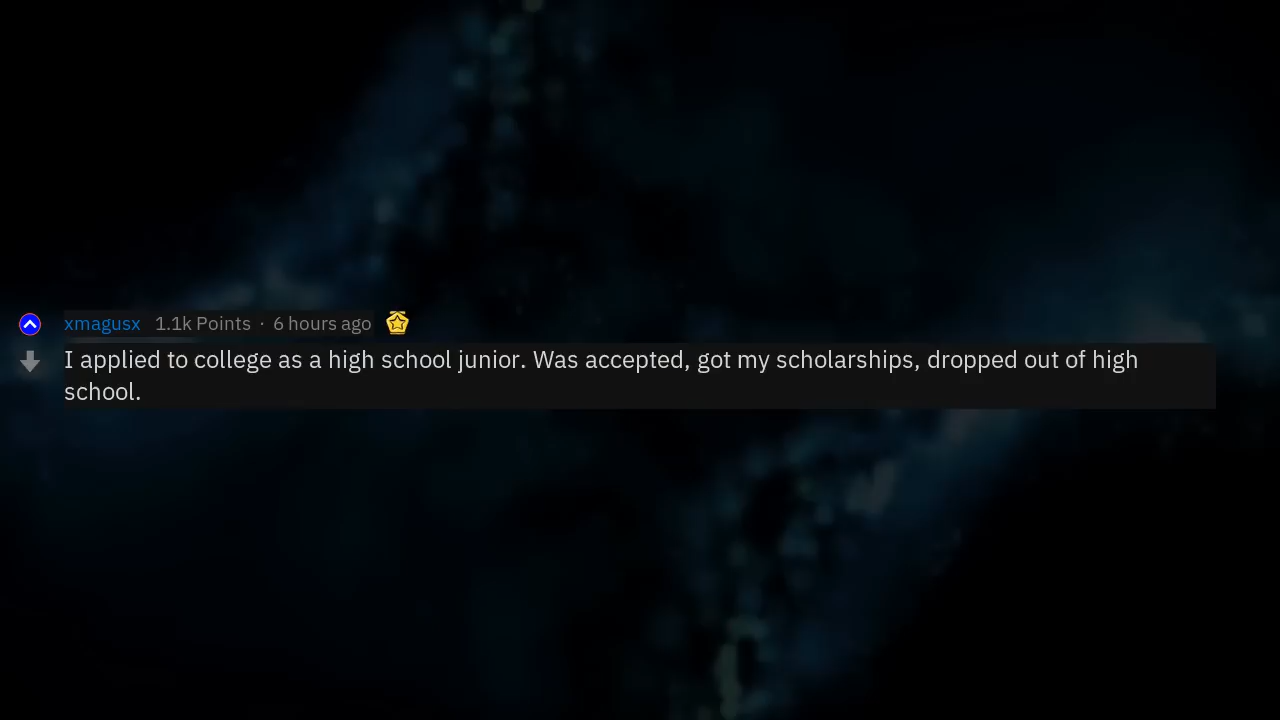 xmagusx 1.1k Points · 6 hours ago
I applied to college as a high school junior. Was accepted, got my scholarships, dropped out of high
school.